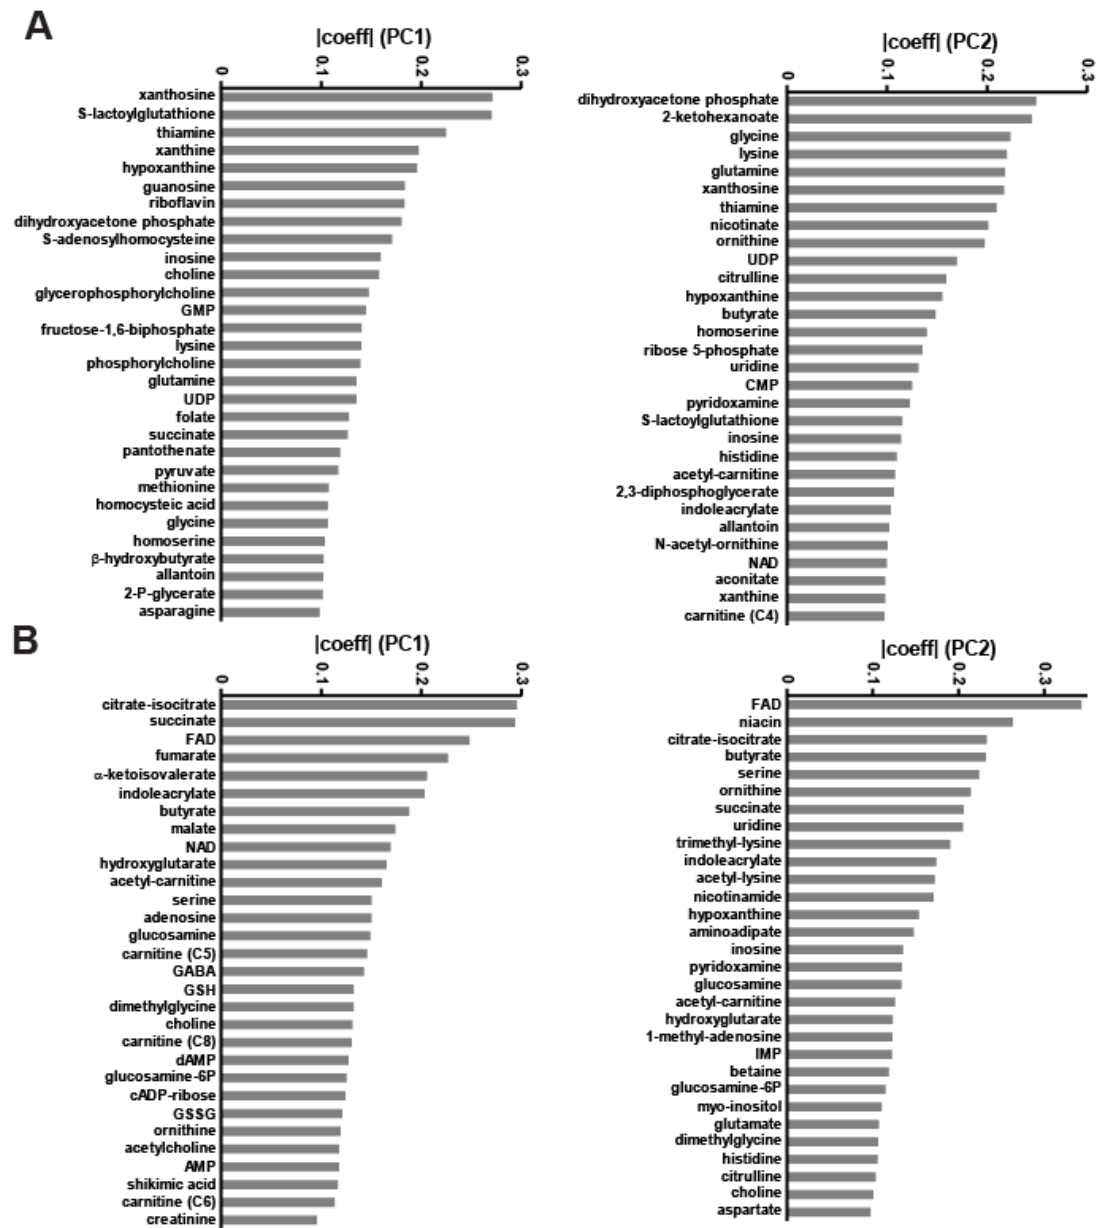 A
|coeff| (PC1)
0 0.1 0.2 0.3
xanthosine
S-lactoylglutathione
thiamine
xanthine
hypoxanthine
guanosine
riboflavin
dihydroxyacetone phosphate
S-adenosylhomocysteine
inosine
choline
glycerophosphorylcholine
GMP
fructose-1,6-biphosphate
lysine
phosphorylcholine
glutamine
UDP
folate
succinate
pantothenate
pyruvate
methionine
homocysteic acid
glycine
homoserine
β-hydroxybutyrate
allantoin
2-P-glycerate
asparagine
|coeff| (PC2)
0 0.1 0.2 0.3
dihydroxyacetone phosphate
2-ketohexanoate
glycine
lysine
glutamine
xanthosine
thiamine
nicotinate
ornithine
UDP
citrulline
hypoxanthine
butyrate
homoserine
ribose 5-phosphate
uridine
CMP
pyridoxamine
S-lactoylglutathione
inosine
histidine
acetyl-carnitine
2,3-diphosphoglycerate
indoleacrylate
allantoin
N-acetyl-ornithine
NAD
aconitate
xanthine
carnitine (C4)
B
|coeff| (PC1)
0 0.1 0.2 0.3
citrate-isocitrate
succinate
FAD
fumarate
α-ketoisovalerate
indoleacrylate
butyrate
malate
NAD
hydroxyglutarate
acetyl-carnitine
serine
adenosine
glucosamine
carnitine (C5)
GABA
GSH
dimethylglycine
choline
carnitine (C8)
dAMP
glucosamine-6P
cADP-ribose
GSSG
ornithine
acetylcholine
AMP
shikimic acid
carnitine (C6)
creatinine
|coeff| (PC2)
0 0.1 0.2 0.3
FAD
niacin
citrate-isocitrate
butyrate
serine
ornithine
succinate
uridine
trimethyl-lysine
indoleacrylate
acetyl-lysine
nicotinamide
hypoxanthine
aminoadipate
inosine
pyridoxamine
glucosamine
acetyl-carnitine
hydroxyglutarate
1-methyl-adenosine
IMP
betaine
glucosamine-6P
myo-inositol
glutamate
dimethylglycine
histidine
citrulline
choline
aspartate